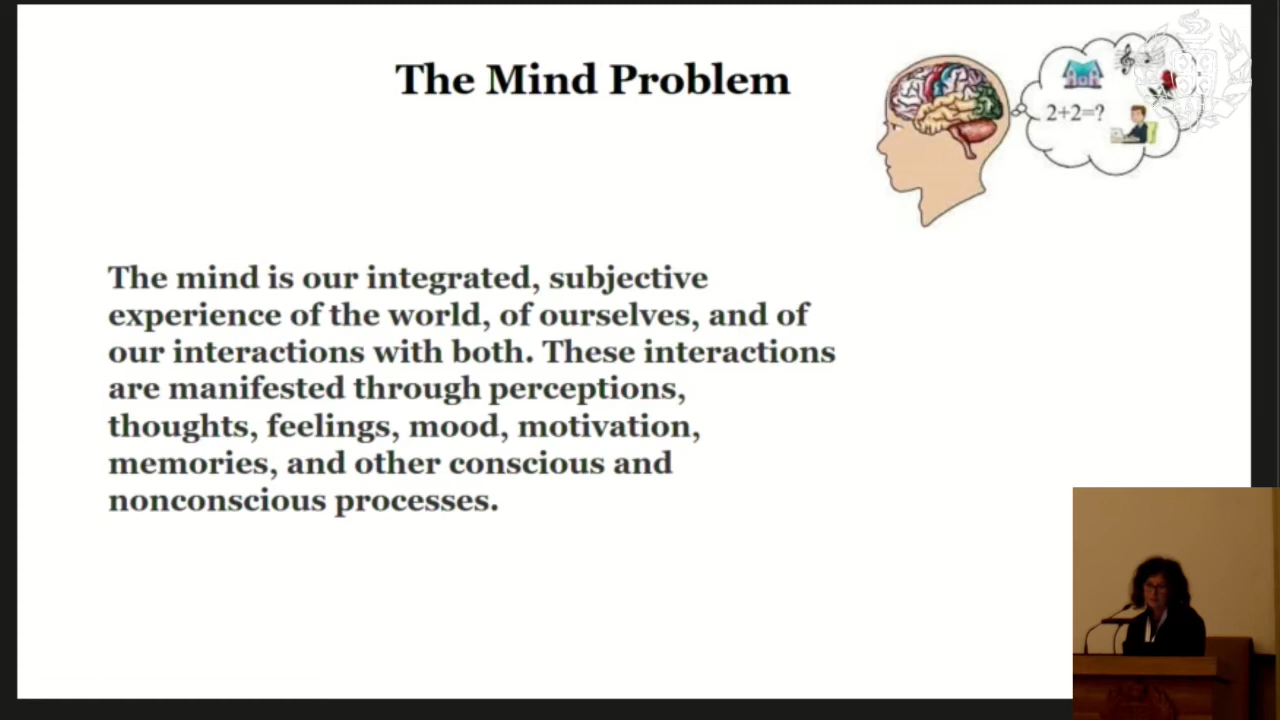 The Mind Problem
2+2=?
The mind is our integrated, subjective
experience of the world, of ourselves, and of
our interactions with both. These interactions
are manifested through perceptions,
thoughts, feelings, mood, motivation,
memories, and other conscious and
nonconscious processes.